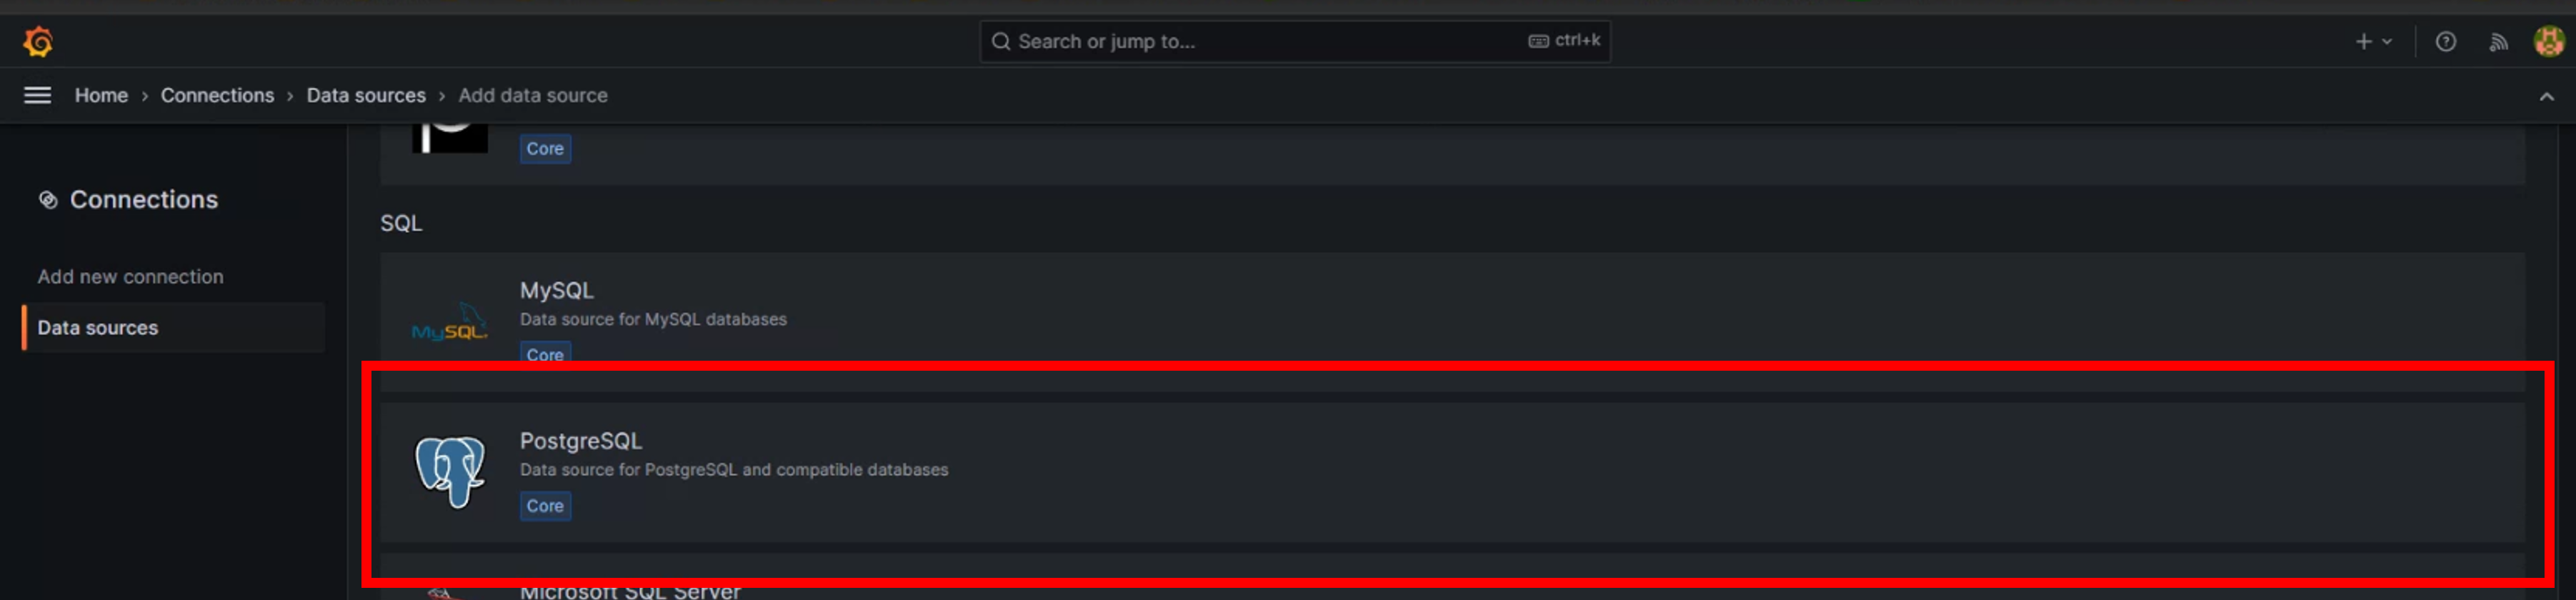 Search or jump to...
ctrl+k
Home › Connections › Data sources › Add data source
Core
Connections
Add new connection
Data sources
SQL
MySQL
MySQL
Data source for MySQL databases
Core
PostgreSQL
Data source for PostgreSQL and compatible databases
Core
Microsoft SQL Server